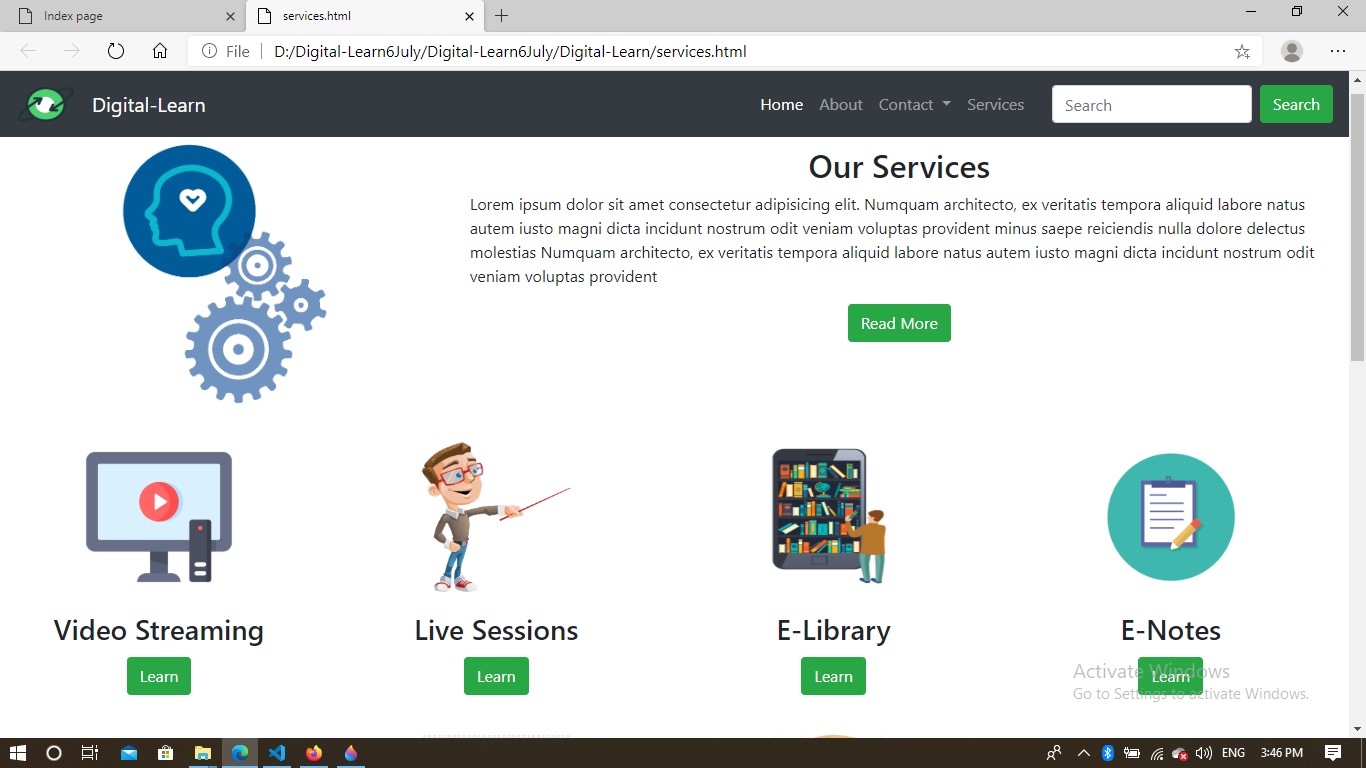 Index page
services.html
File
D:/Digital-Learn6July/Digital-Learn6July/Digital-Learn/services.html
Digital-Learn
Home About Contact Services
Search
Search
Our Services
Lorem ipsum dolor sit amet consectetur adipisicing elit. Numquam architecto, ex veritatis tempora aliquid labore natus
autem iusto magni dicta incidunt nostrum odit veniam voluptas provident minus saepe reiciendis nulla dolore delectus
molestias Numquam architecto, ex veritatis tempora aliquid labore natus autem iusto magni dicta incidunt nostrum odit
veniam voluptas provident
Read More
Video Streaming
Learn
Live Sessions
Learn
E-Library
Learn
E-Notes
Learn
Activate Windows
Go to Settings to activate Windows.
ENG
3:46 PM